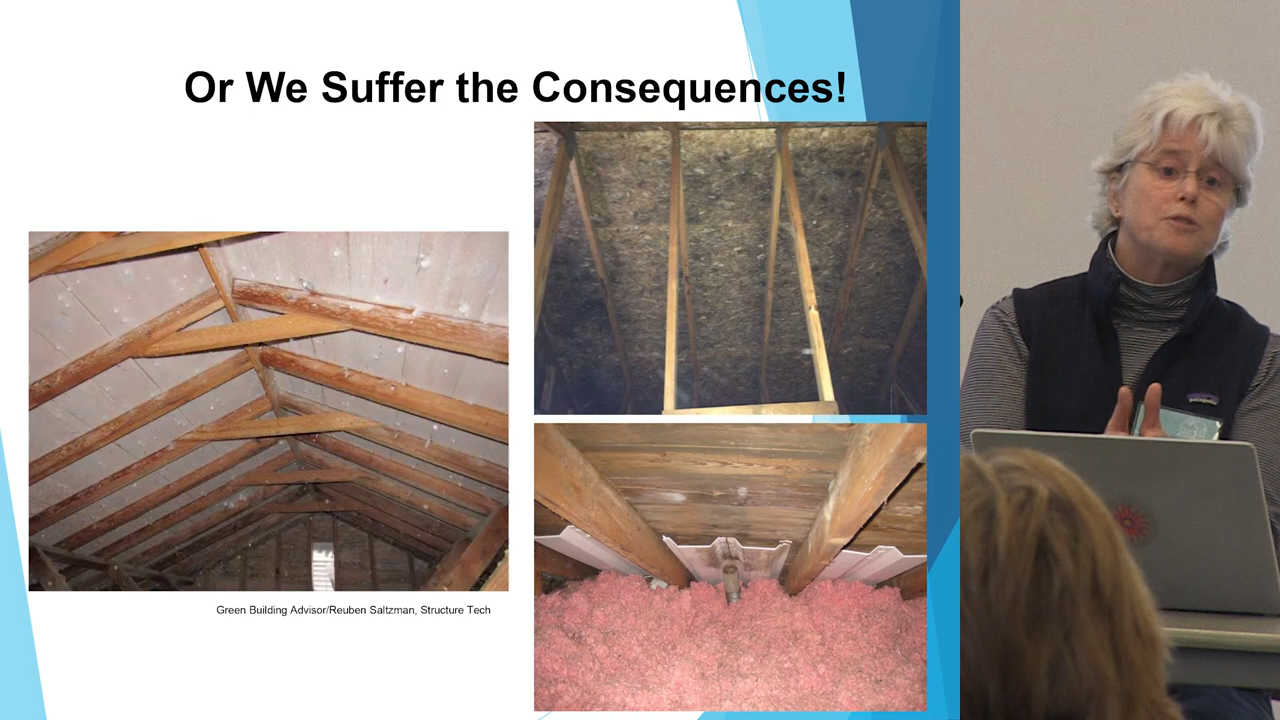 Or We Suffer the Consequences!
Green Building Advisor/Reuben Saltzman, Structure Tech